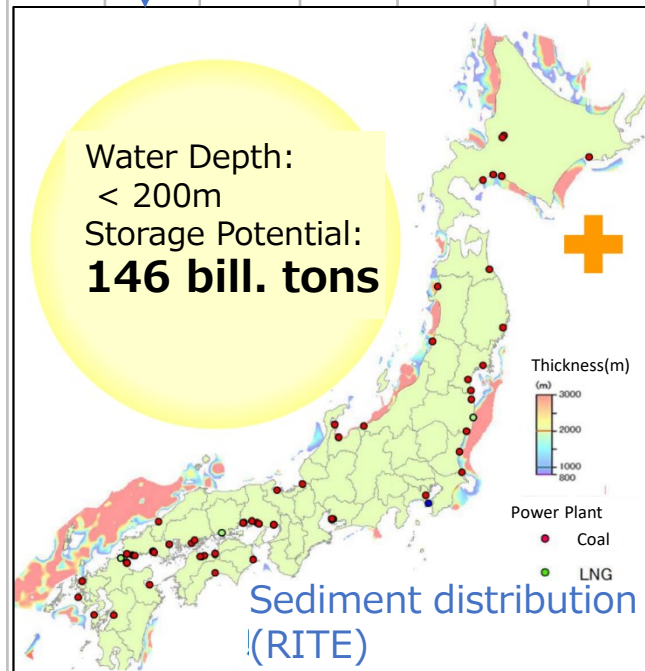 Water Depth:
< 200m
Storage Potential:
146 bill. tons
Thickness(m)
(m)
3000
2000
1000
800
Power Plant
Coal
LNG
Sediment distribution
(RITE)